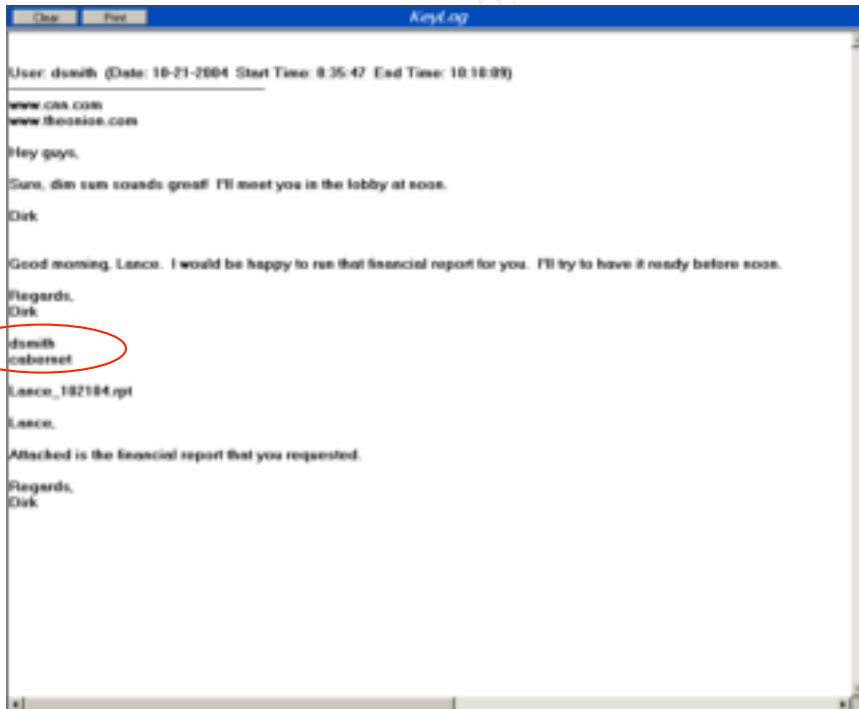 Clear Print KeyLog
User: dsmith (Date: 10-21-2004 Start Time: 8:35:47 End Time: 10:10:09)
www.cnn.com
www.theonion.com
Hey guys,
Sure, dim sum sounds great! I'll meet you in the lobby at noon.
Dirk
Good morning, Lance. I would be happy to run that financial report for you. I'll try to have it ready before noon.
Regards,
Dirk
dsmith
cabernet
Lance_102104.rpt
Lance,
Attached is the financial report that you requested.
Regards,
Dirk